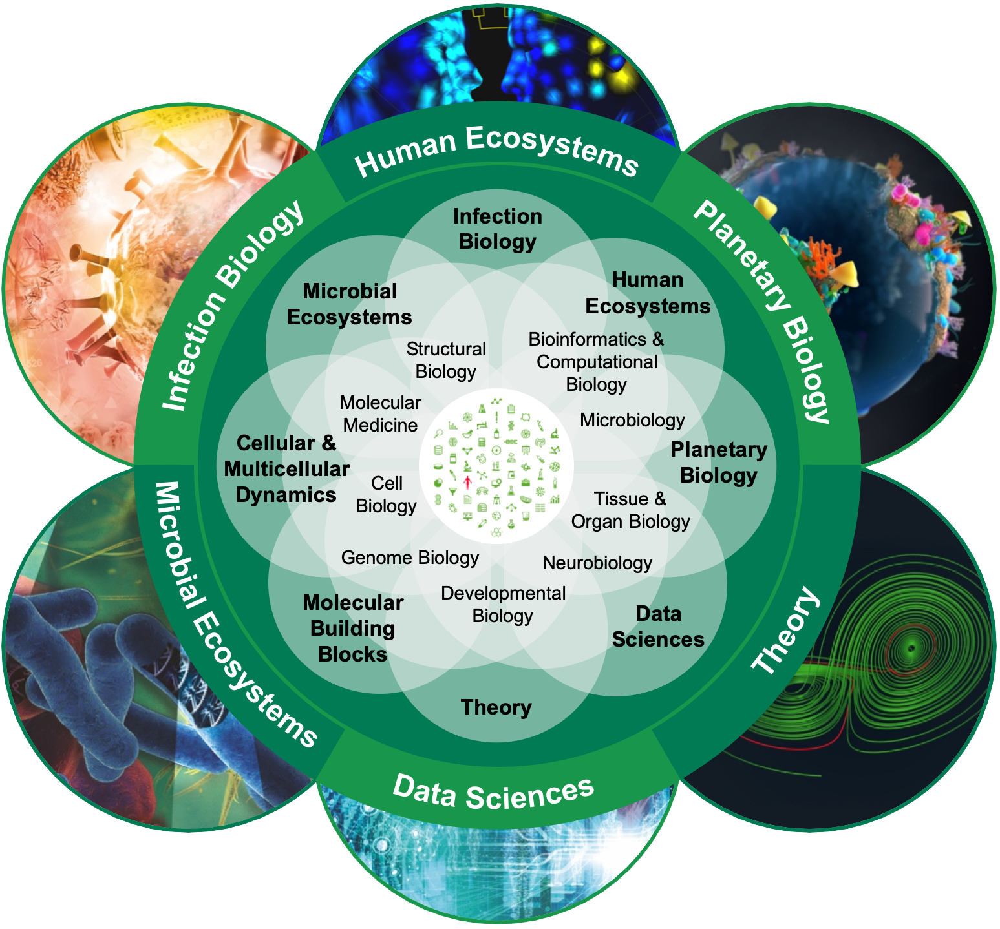 Human Ecosystems
Planetary Biology
Theory
Data Sciences
Microbial Ecosystems
Infection Biology
Infection
Biology
Human
Ecosystems
Planetary
Biology
Data
Sciences
Theory
Molecular
Building
Blocks
Cellular &
Multicellular
Dynamics
Microbial
Ecosystems
Structural
Biology
Bioinformatics &
Computational
Biology
Microbiology
Tissue &
Organ Biology
Neurobiology
Developmental
Biology
Genome Biology
Cell
Biology
Molecular
Medicine